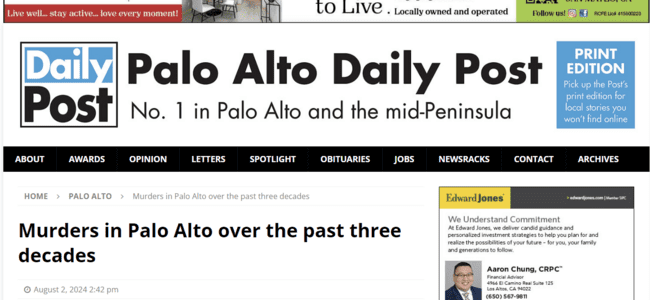 Live well... stay active... love every moment!
to Live . Locally owned and operated
Follow us!
Daily
Post
Palo Alto Daily Post
No. 1 in Palo Alto and the mid-Peninsula
PRINT
EDITION
Pick up the Post's
print edition for
local stories you
won't find online
ABOUT AWARDS OPINION LETTERS SPOTLIGHT OBITUARIES JOBS NEWSRACKS CONTACT ARCHIVES
HOME > PALO ALTO > Murders in Palo Alto over the past three decades
Murders in Palo Alto over the past three
decades
August 2, 2024 2:42 pm
Edward Jones
edwardjones.com | Member SIPC
We Understand Commitment
At Edward Jones, we deliver candid guidance and
personalized investment strategies to help you plan for and
realize the possibilities of your future – for you, your family
and generations to follow.
Aaron Chung, CRPC™
Financial Advisor
4966 El Camino Real Suite 125
Los Altos, CA 94022
(650) 567-9811